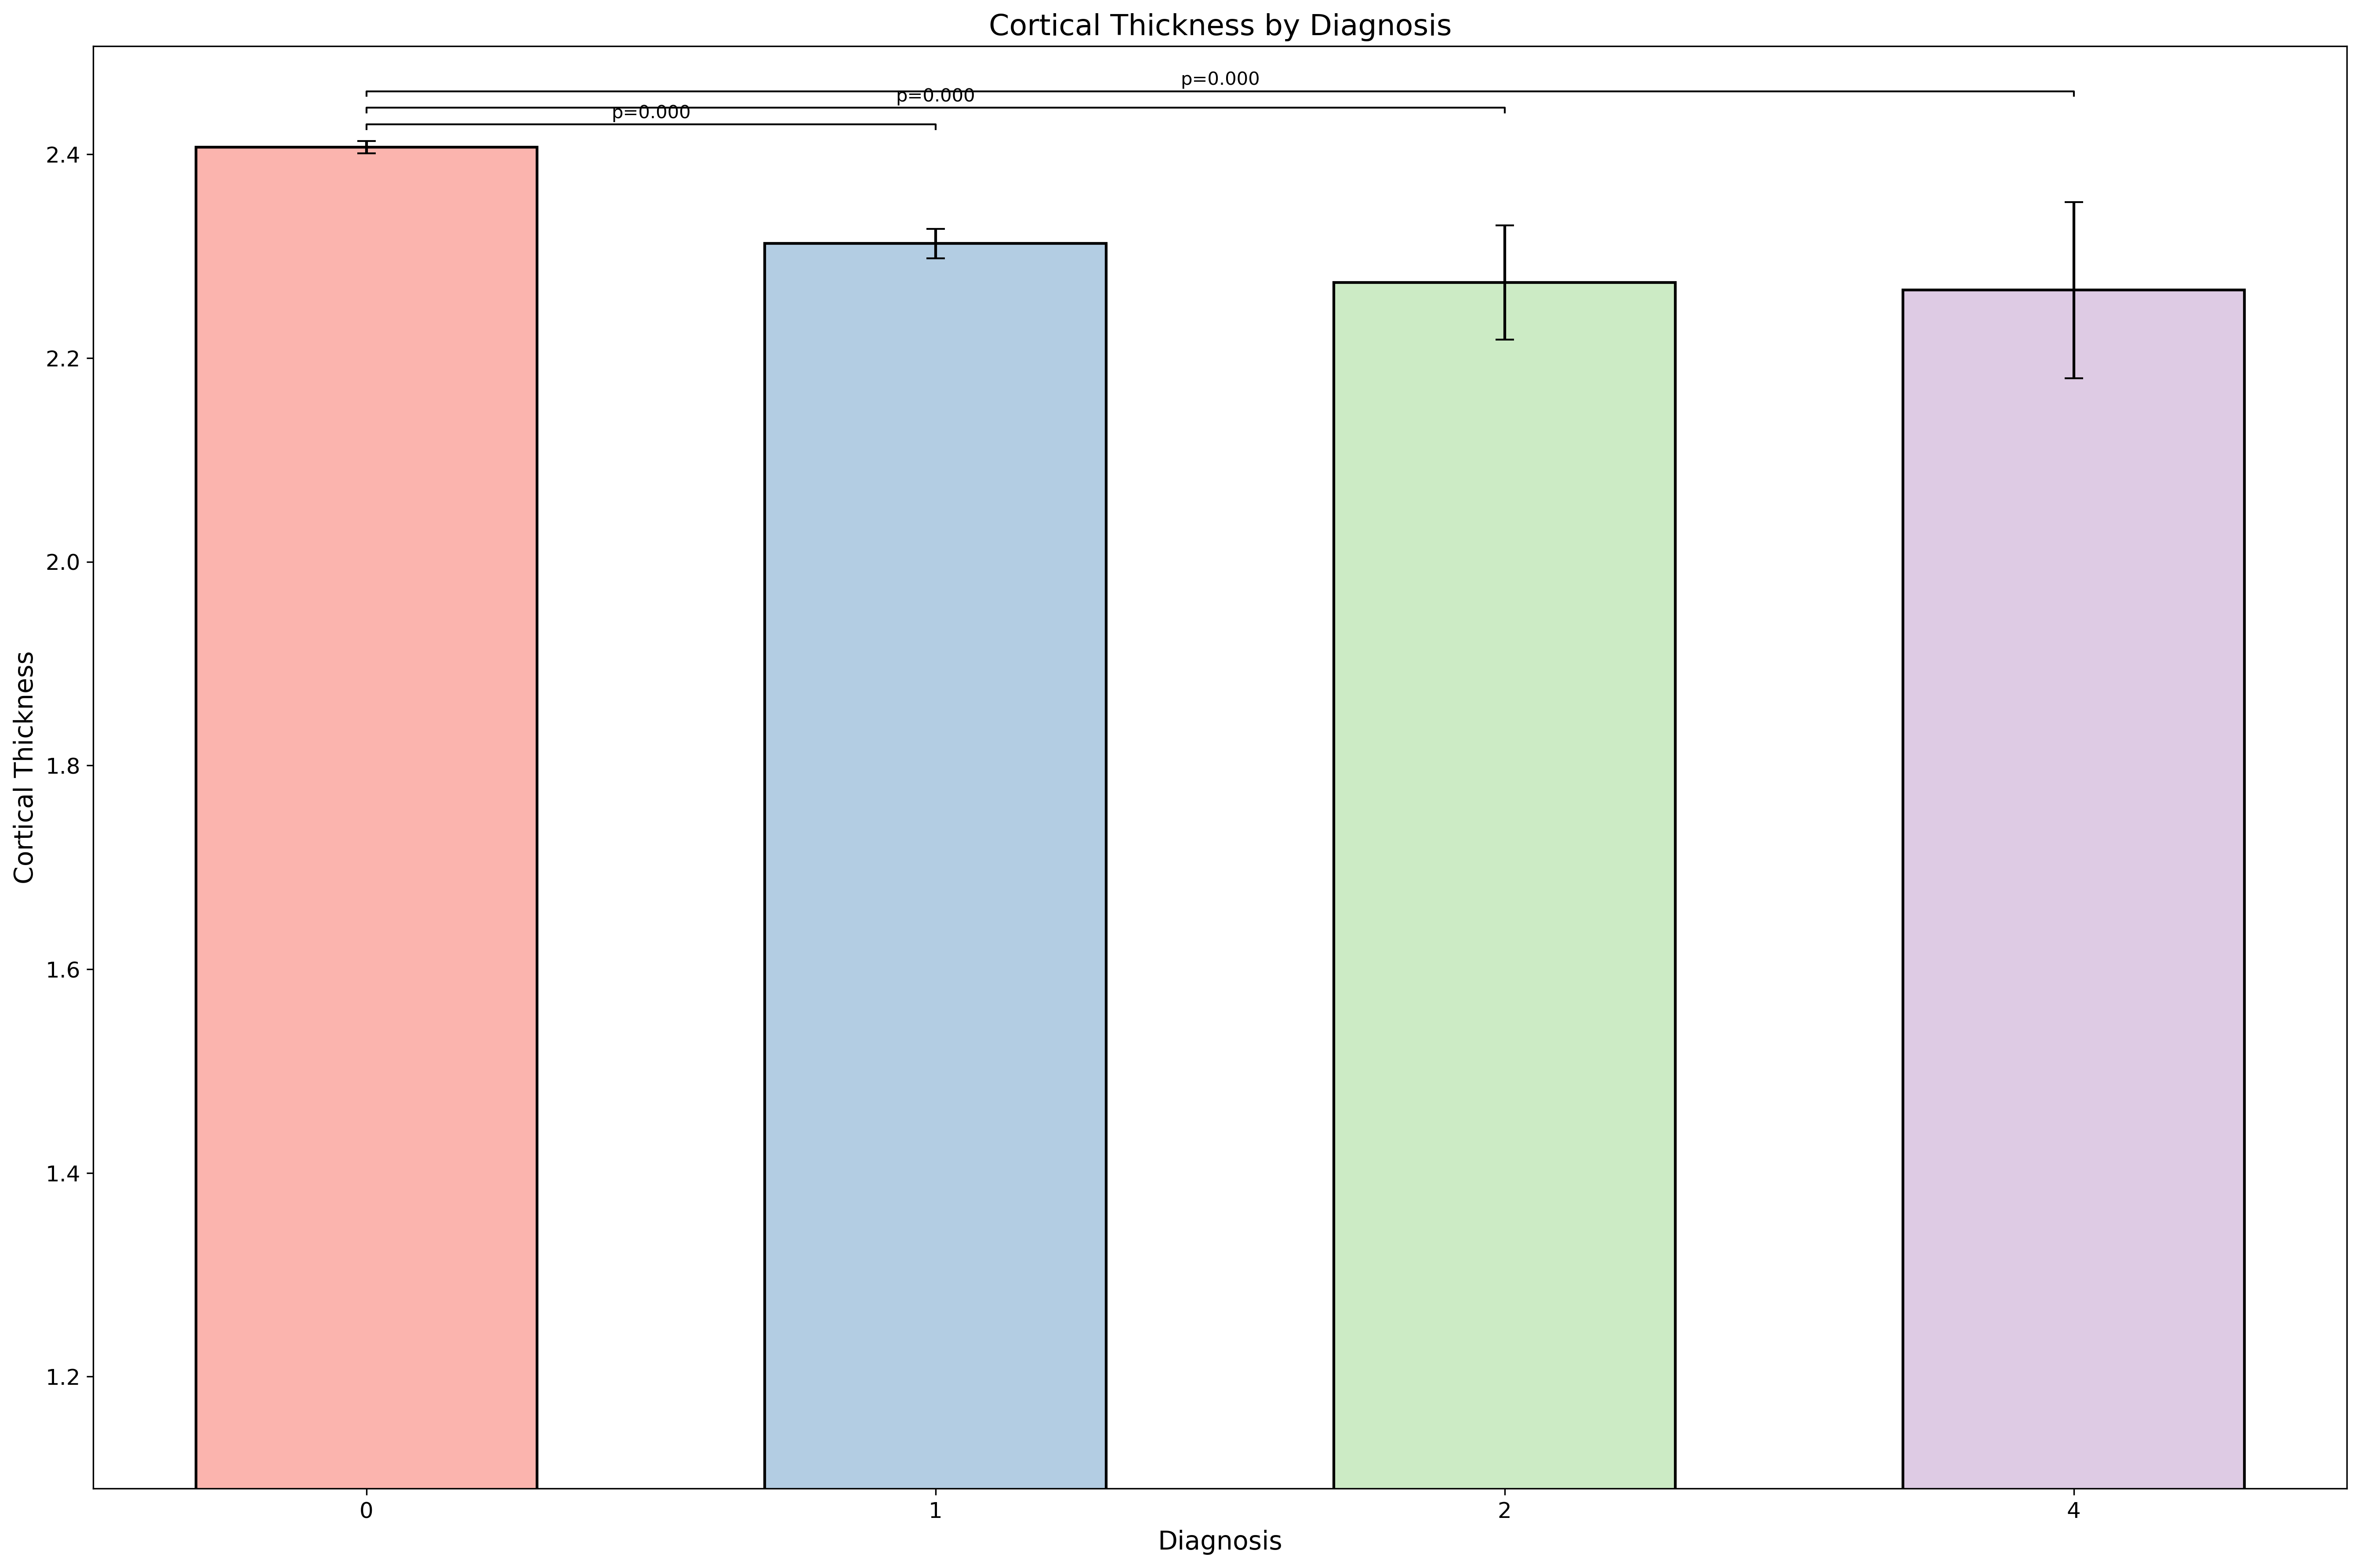 Cortical Thickness by Diagnosis
p=0.000
p=0.000
p=0.000
2.4
2.2
2.0
1.8
1.6
1.4
1.2
Cortical Thickness
0
1
2
4
Diagnosis